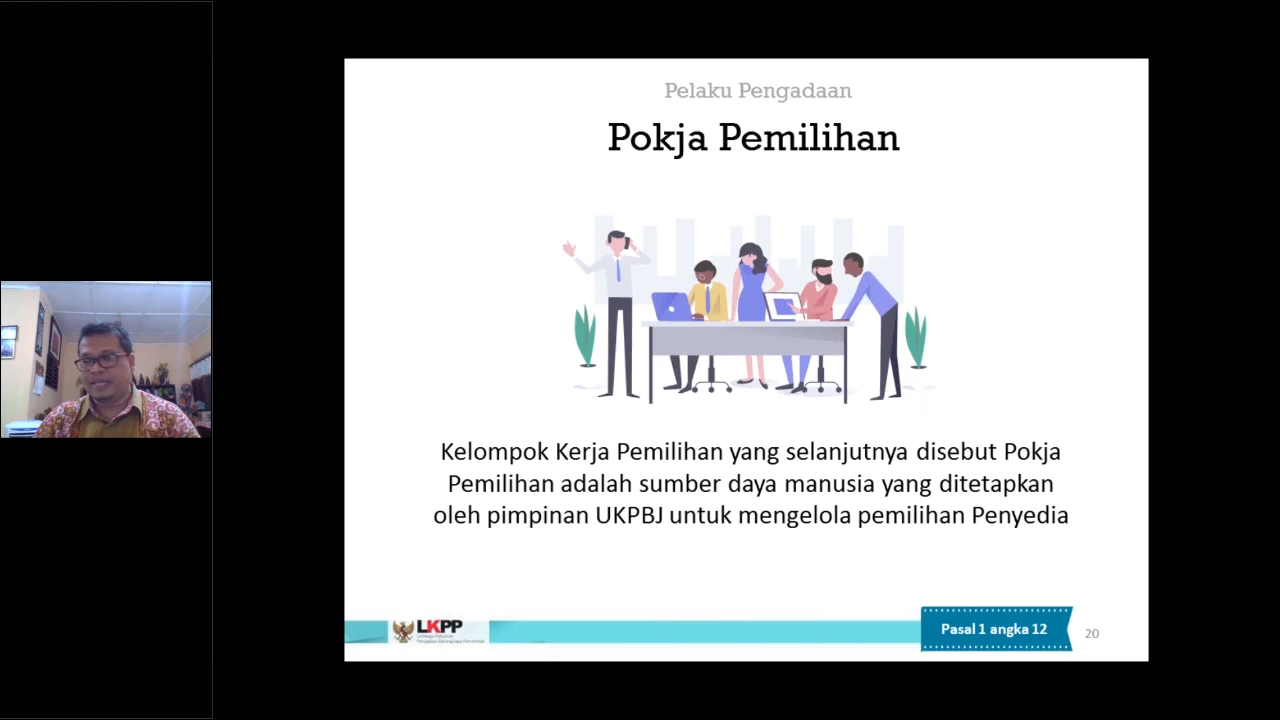 Pelaku Pengadaan
Pokja Pemilihan
Kelompok Kerja Pemilihan yang selanjutnya disebut Pokja
Pemilihan adalah sumber daya manusia yang ditetapkan
oleh pimpinan UKPBJ untuk mengelola pemilihan Penyedia
LKPP
Pasal 1 angka 12
20